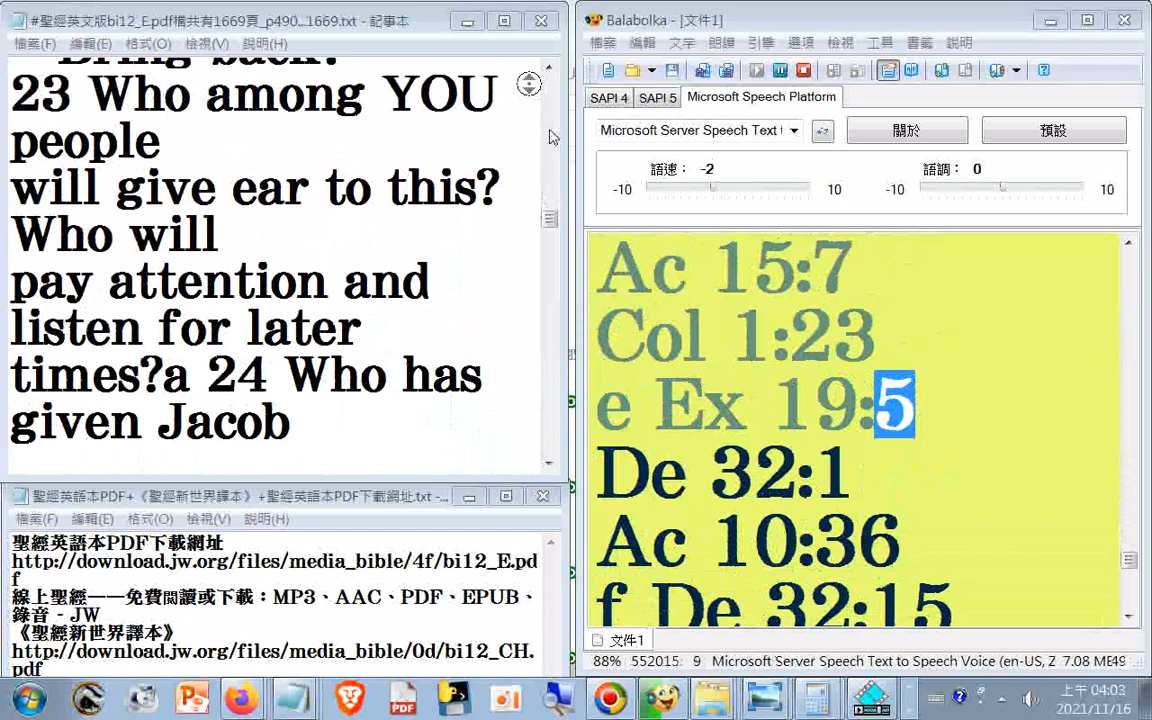 #聖經英文版bi12_E.pdf檔共有1669頁_p490...1669.txt - 記事本
檔案(F) 編輯(E) 格式(O) 檢視(V) 說明(H)
Bring back!
23 Who among YOU
people
will give ear to this?
Who will
pay attention and
listen for later
times?a 24 Who has
given Jacob
聖經英語本PDF+《聖經新世界譯本》+聖經英語本PDF下載網址.txt -...
檔案(F) 編輯(E) 格式(O) 檢視(V) 說明(H)
聖經英語本PDF下載網址
http://download.jw.org/files/media_bible/4f/bi12_E.pd
f
線上聖經——免費閱讀或下載：MP3、AAC、PDF、EPUB、
錄音 - JW
《聖經新世界譯本》
http://download.jw.org/files/media_bible/0d/bi12_CH.
pdf
Balabolka - [文件1]
檔案 編輯 文字 朗讀 引擎 選項 檢視 工具 書籤 說明
SAPI 4 SAPI 5 Microsoft Speech Platform
Microsoft Server Speech Text 關於 預設
語速： -2 語調： 0
-10 10 -10 10
Ac 15:7
Col 1:23
e Ex 19:5
De 32:1
Ac 10:36
f De 32:15
文件1
88% 552015: 9 Microsoft Server Speech Text to Speech Voice (en-US, Z 7.08 ME49
上午 04:03
2021/11/16